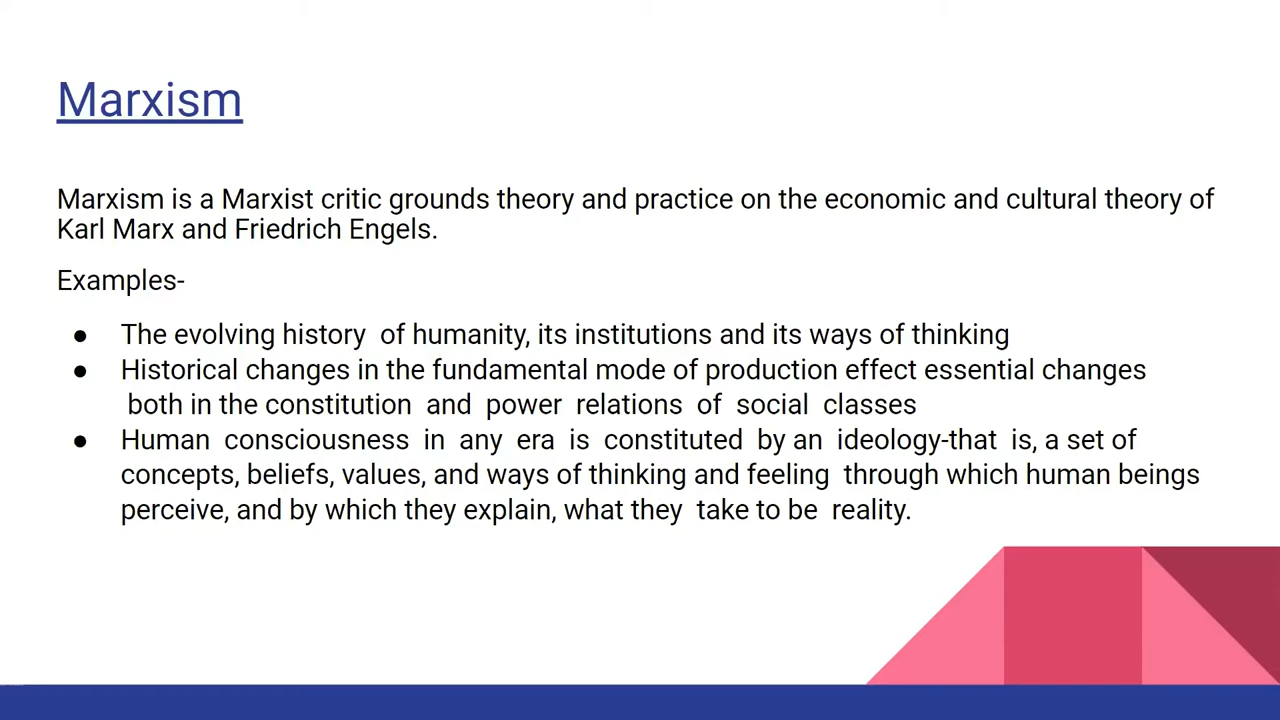 Marxism
Marxism is a Marxist critic grounds theory and practice on the economic and cultural theory of
Karl Marx and Friedrich Engels.
Examples-
● The evolving history of humanity, its institutions and its ways of thinking
● Historical changes in the fundamental mode of production effect essential changes
both in the constitution and power relations of social classes
● Human consciousness in any era is constituted by an ideology-that is, a set of
concepts, beliefs, values, and ways of thinking and feeling through which human beings
perceive, and by which they explain, what they take to be reality.